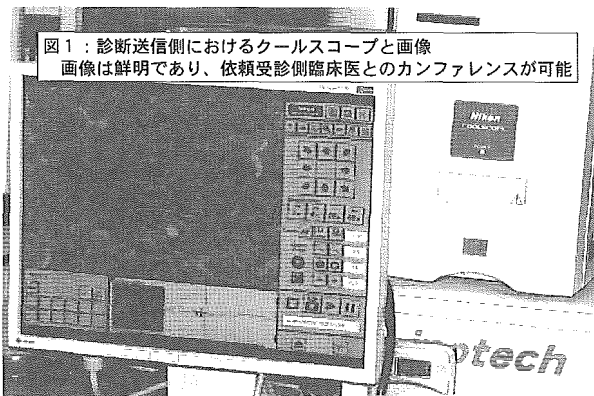 図1：診断送信側におけるクールスコープと画像
画像は鮮明であり、依頼受診側臨床医とのカンファレンスが可能
Nikon
COOLSCOPE